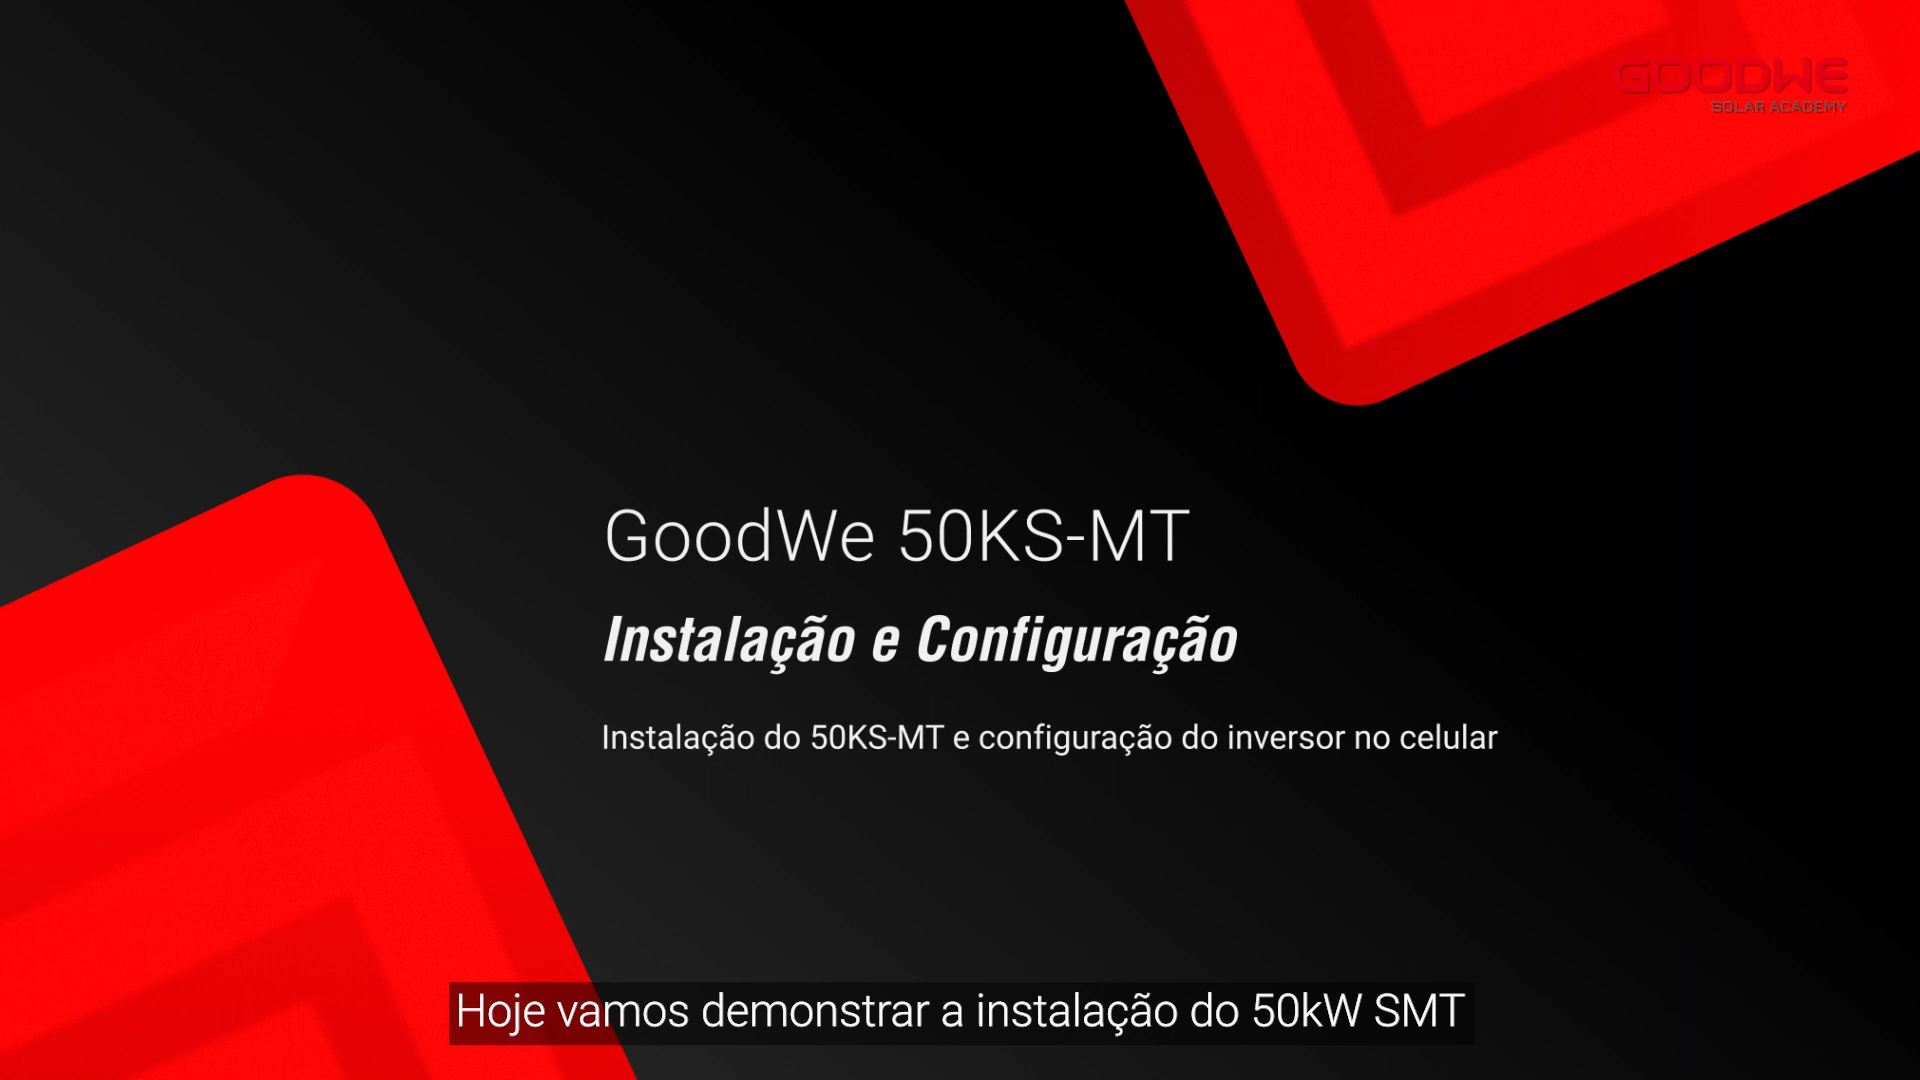 GOODWE
SOLAR ACADEMY
GoodWe 50KS-MT
Instalação e Configuração
Instalação do 50KS-MT e configuração do inversor no celular
Hoje vamos demonstrar a instalação do 50kW SMT